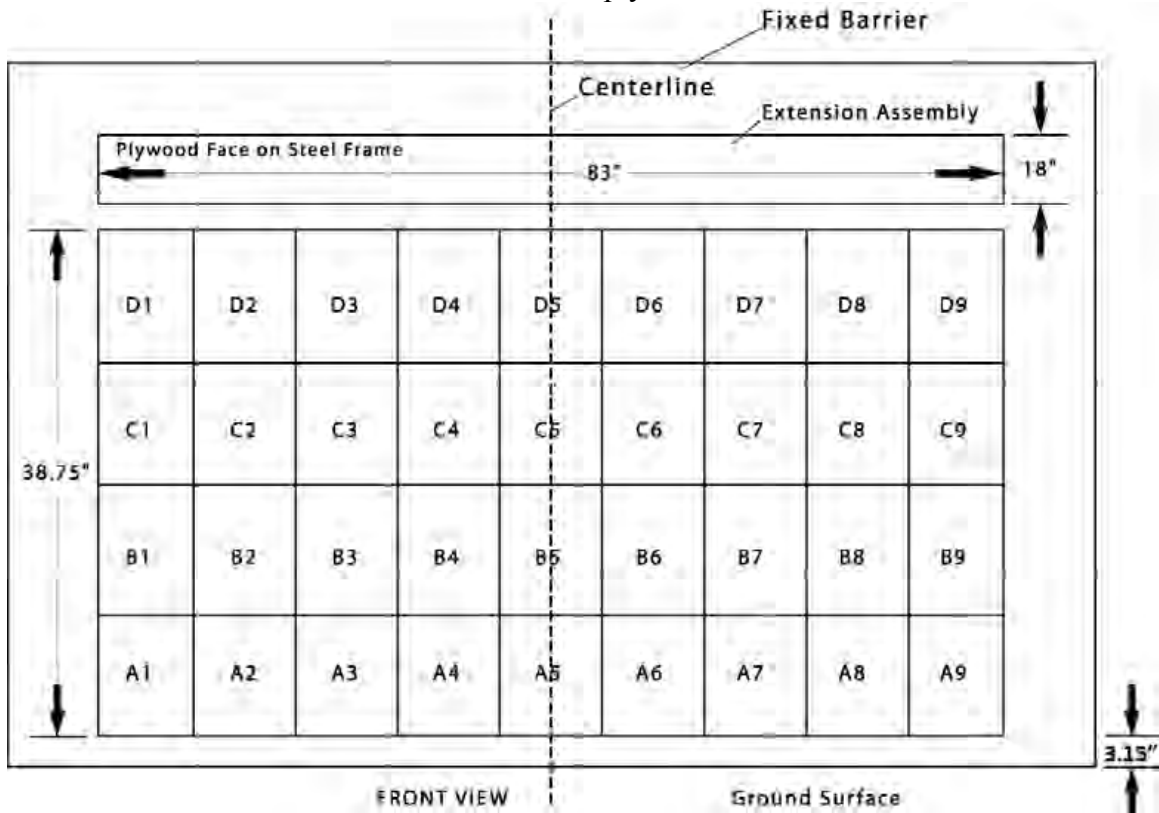 ply
Fixed Barrier
Centerline
Extension Assembly
Plywood Face on Steel Frame
83"
18"
D1 D2 D3 D4 D5 D6 D7 D8 D9
C1 C2 C3 C4 C5 C6 C7 C8 C9
38.75"
B1 B2 B3 B4 B5 B6 B7 B8 B9
A1 A2 A3 A4 A5 A6 A7 A8 A9
3.15"
FRONT VIEW
Ground Surface